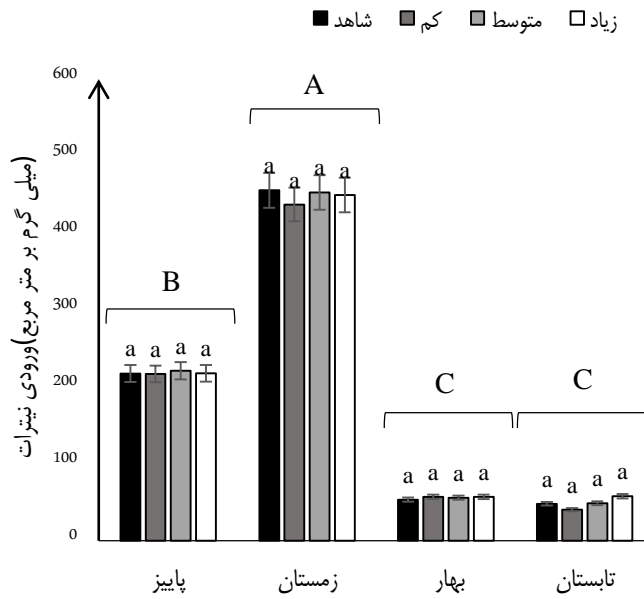 شاهد کم متوسط زیاد
600
500
400
300
200
100
0
ورودی نیترات(میلی گرم بر متر مربع)
B
a a a a
A
a a a a
C
a a a a
C
a a a a
پاییز زمستان بهار تابستان